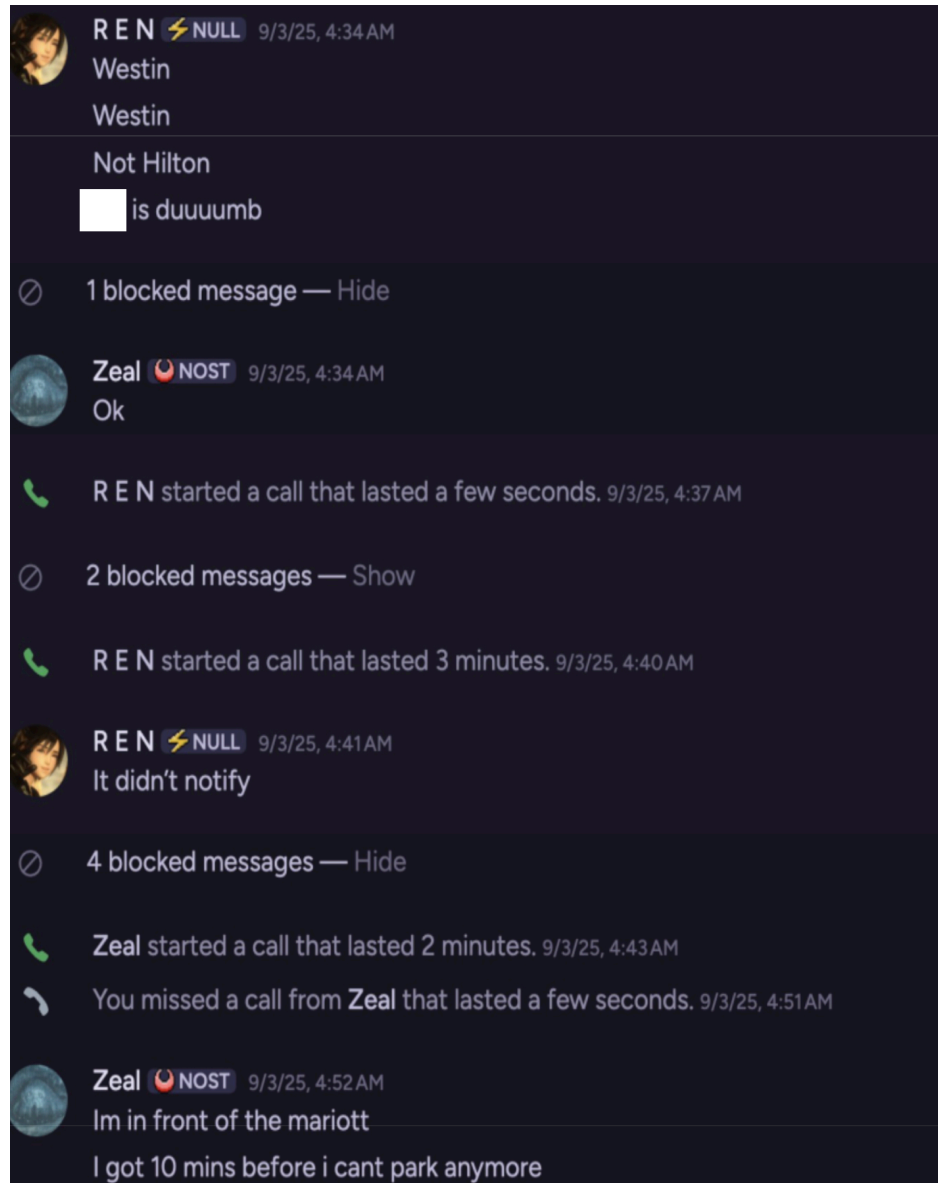 R E N ⚡ NULL 9/3/25, 4:34 AM
Westin
Westin
Not Hilton
is duuuumb
1 blocked message — Hide
Zeal NOST 9/3/25, 4:34 AM
Ok
R E N started a call that lasted a few seconds. 9/3/25, 4:37 AM
2 blocked messages — Show
R E N started a call that lasted 3 minutes. 9/3/25, 4:40 AM
R E N ⚡ NULL 9/3/25, 4:41 AM
It didn't notify
4 blocked messages — Hide
Zeal started a call that lasted 2 minutes. 9/3/25, 4:43 AM
You missed a call from Zeal that lasted a few seconds. 9/3/25, 4:51 AM
Zeal NOST 9/3/25, 4:52 AM
Im in front of the mariott
I got 10 mins before i cant park anymore